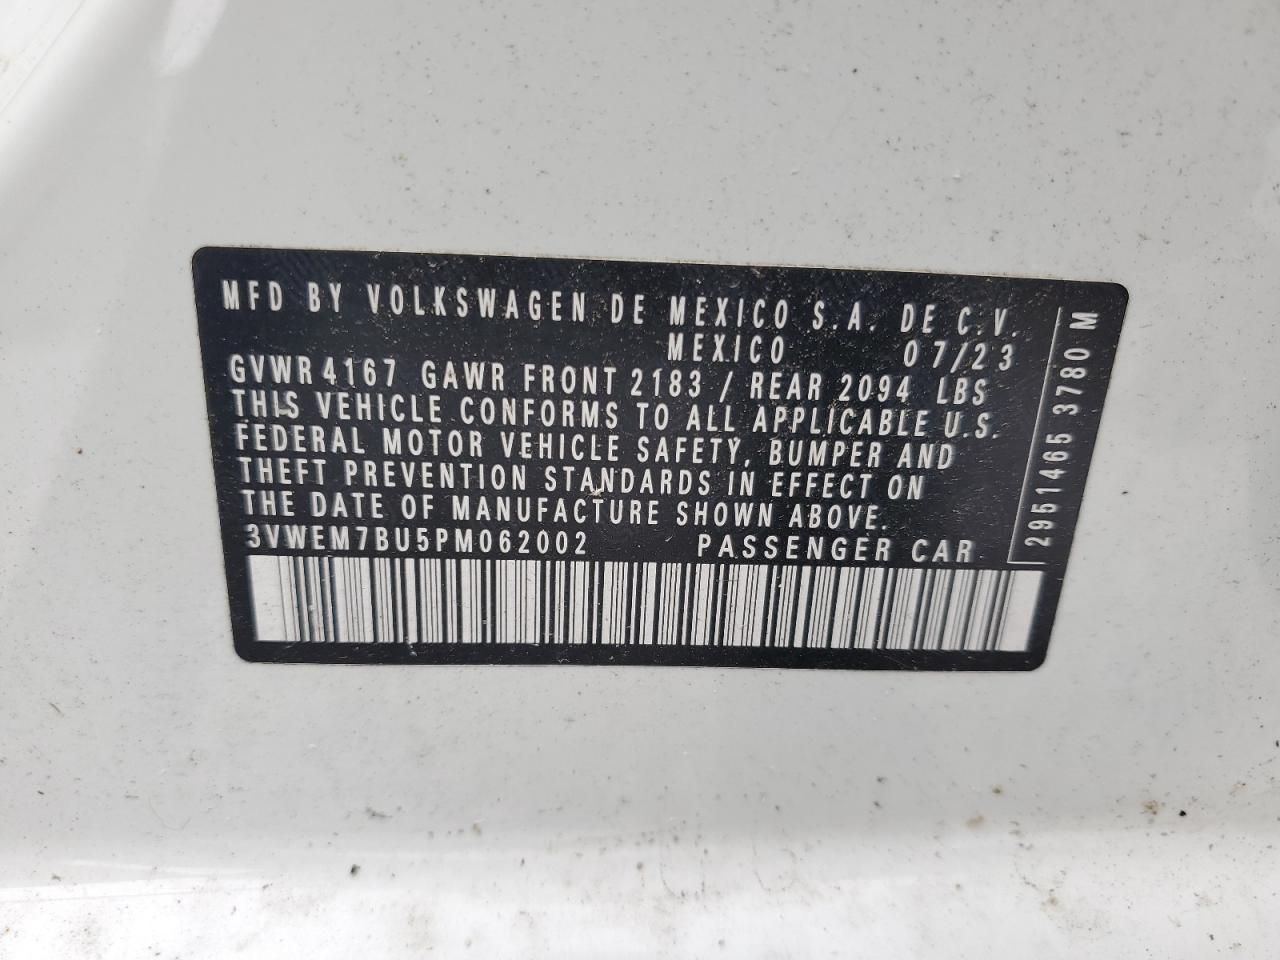 MFD BY VOLKSWAGEN DE MEXICO S.A. DE C.V.
MEXICO 07/23
GVWR 4167 GAWR FRONT 2183 / REAR 2094 LBS
THIS VEHICLE CONFORMS TO ALL APPLICABLE U.S.
FEDERAL MOTOR VEHICLE SAFETY, BUMPER AND
THEFT PREVENTION STANDARDS IN EFFECT ON
THE DATE OF MANUFACTURE SHOWN ABOVE.
3VWEM7BU5PM062002 PASSENGER CAR
2951465 3780 M